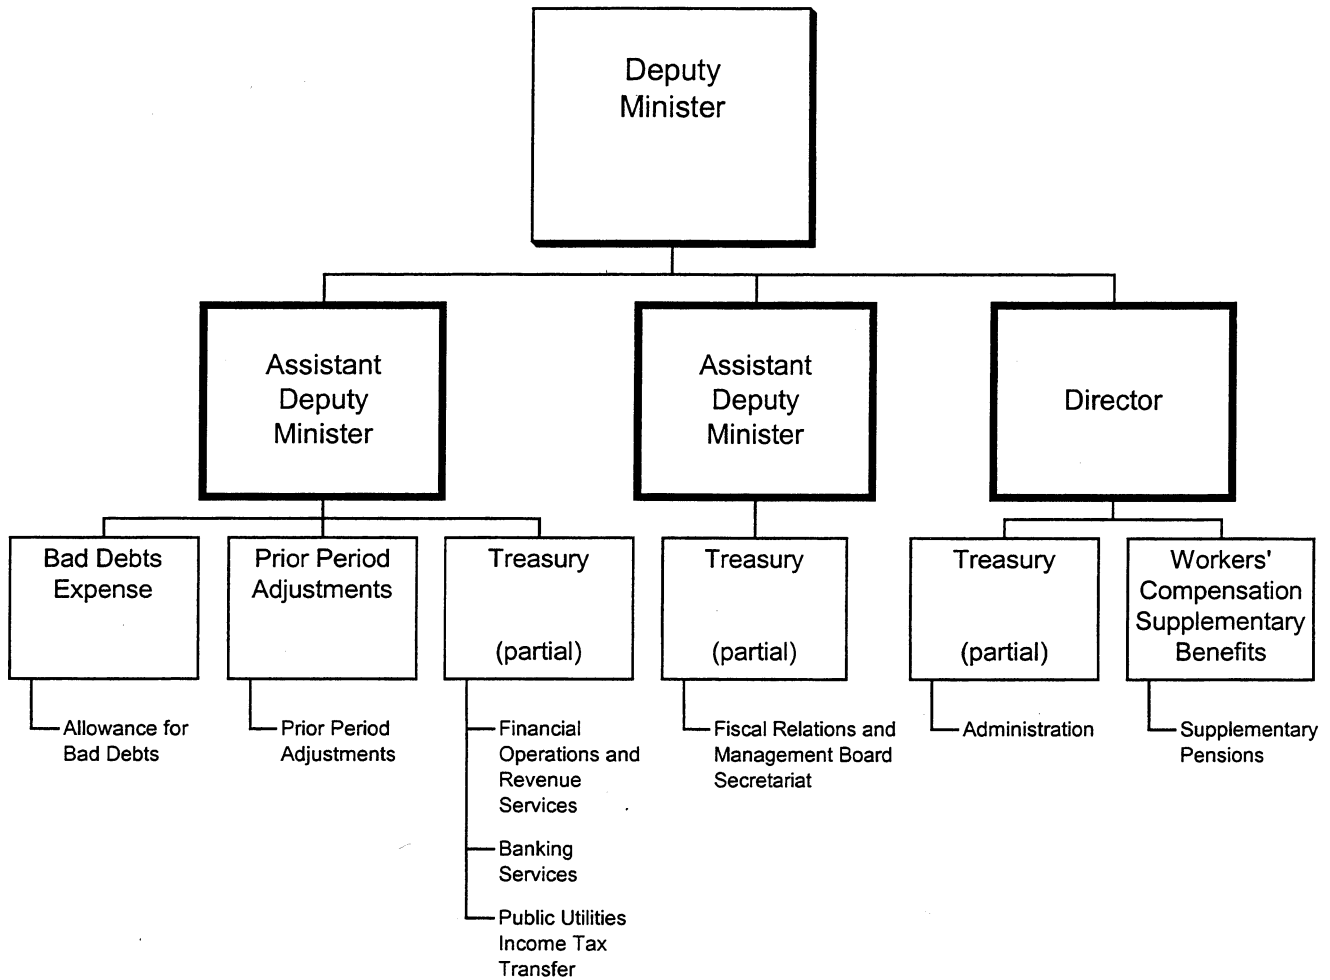 Deputy
Minister
Assistant
Deputy
Minister
Assistant
Deputy
Minister
Director
Bad Debts
Expense
Prior Period
Adjustments
Treasury
(partial)
Treasury
(partial)
Treasury
(partial)
Workers'
Compensation
Supplementary
Benefits
Allowance for
Bad Debts
Prior Period
Adjustments
Financial
Operations and
Revenue
Services
Banking
Services
Public Utilities
Income Tax
Transfer
Fiscal Relations and
Management Board
Secretariat
Administration
Supplementary
Pensions